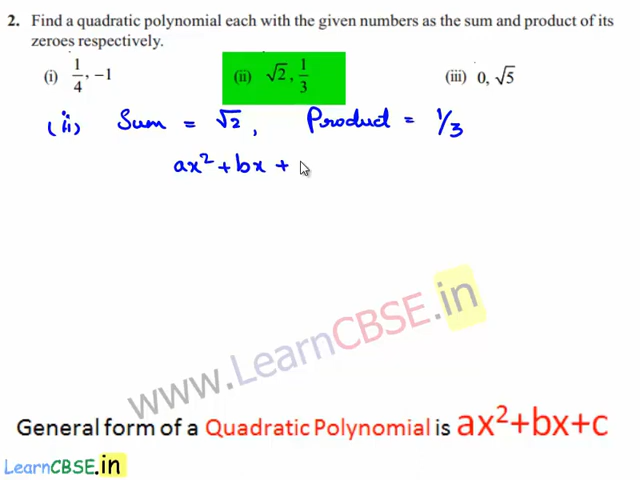 2. Find a quadratic polynomial each with the given numbers as the sum and product of its
zeroes respectively.
(i) 1/4, −1 (ii) √2, 1/3 (iii) 0, √5
(ii) Sum = √2, Product = 1/3
ax² + bx +
www.LearnCBSE.in
General form of a Quadratic Polynomial is ax²+bx+c
LearnCBSE.in